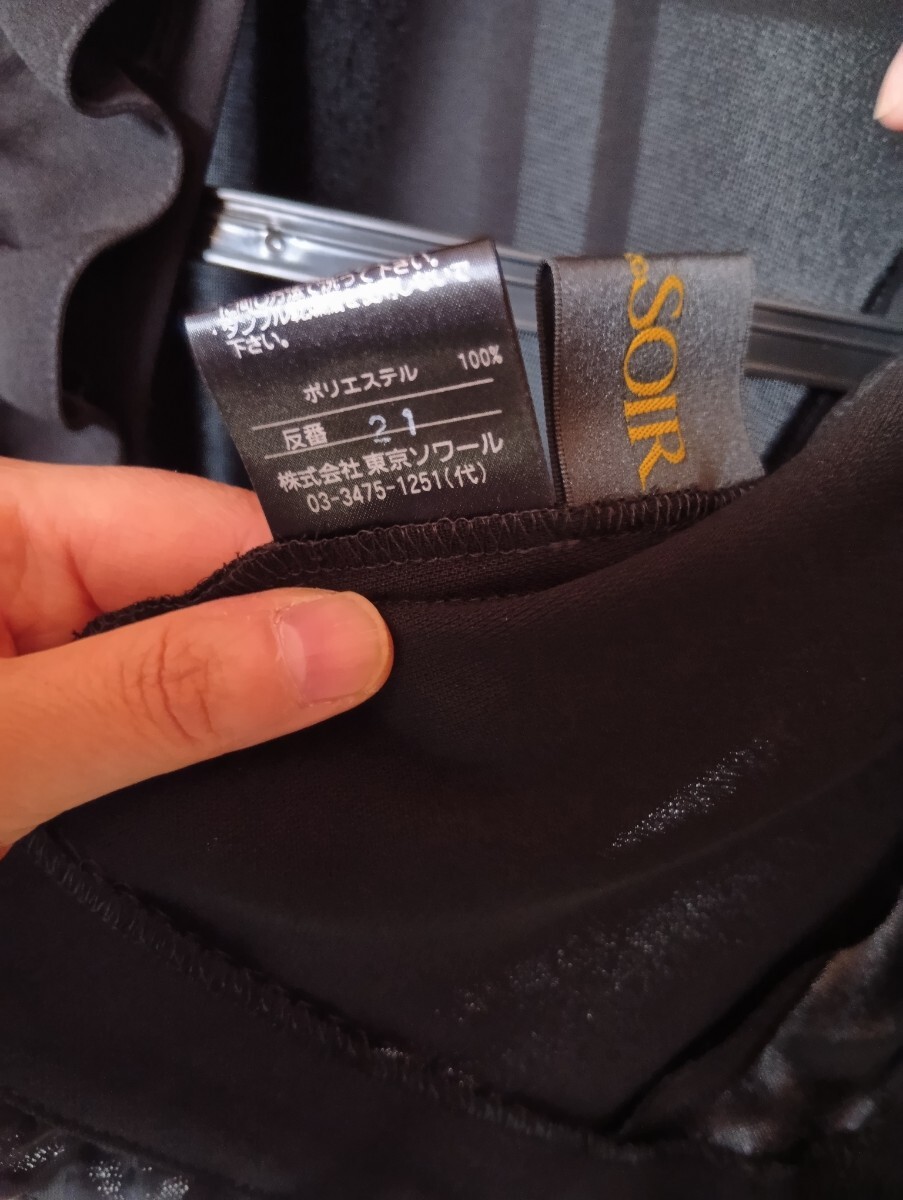 下さい。
ポリエステル 100%
反番 21
株式会社 東京ソワール
03-3475-1251(代)
SOIR